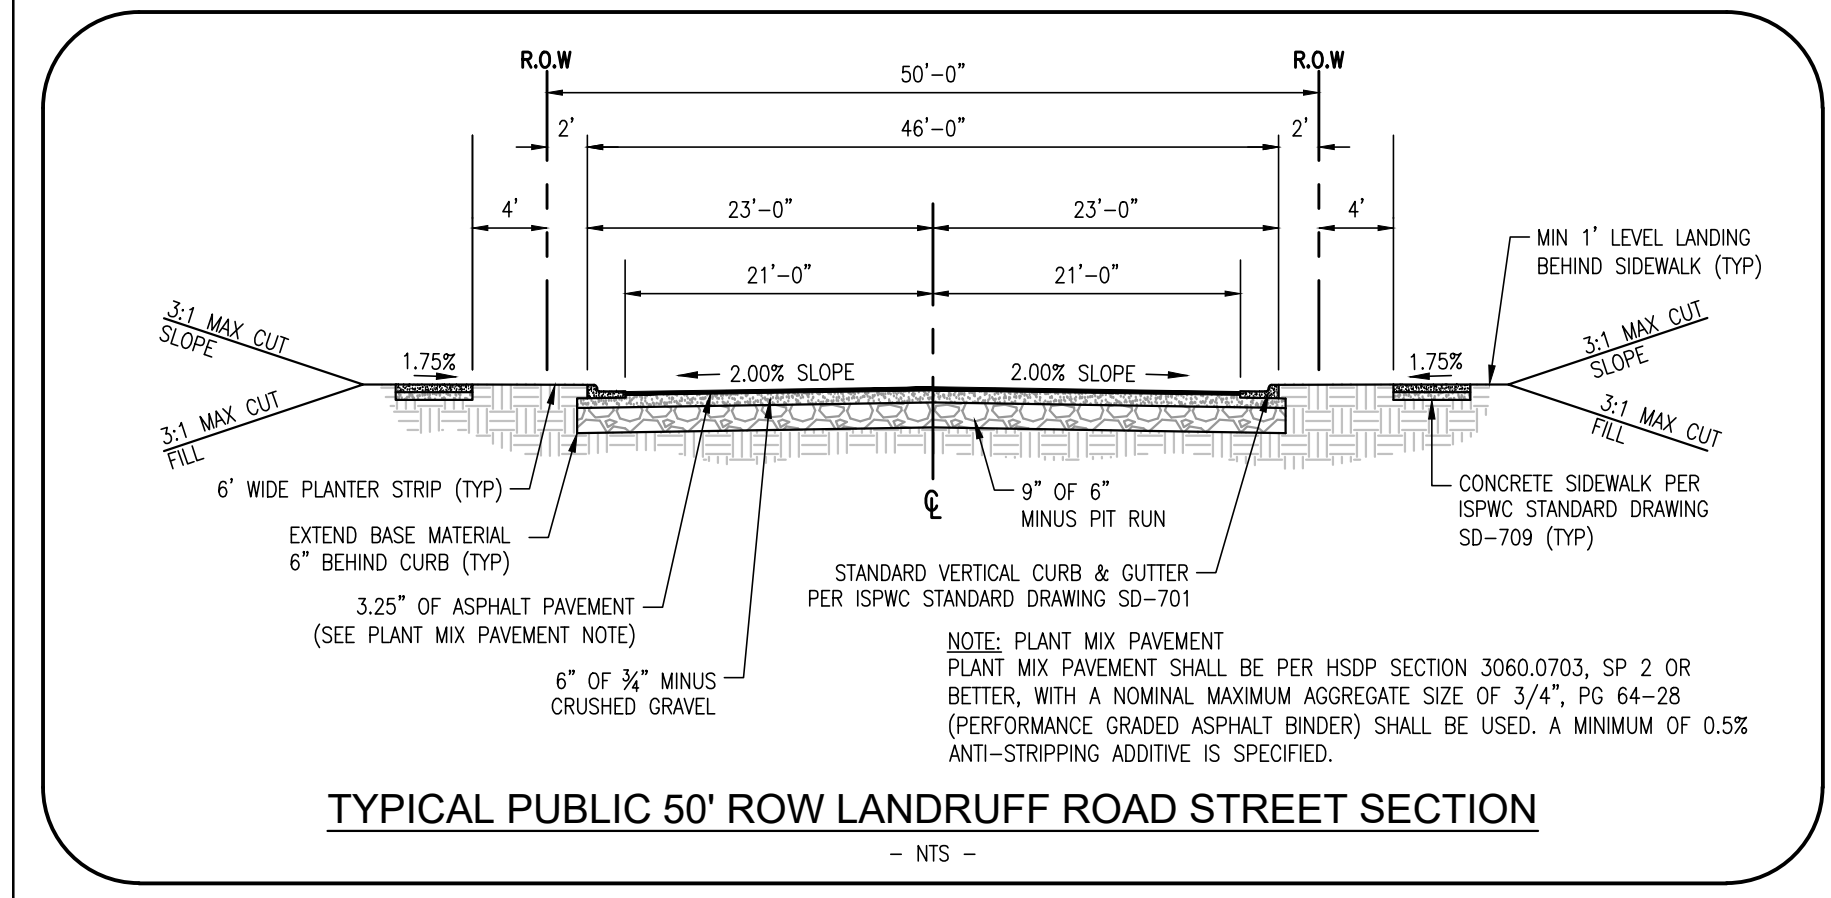 R.O.W
R.O.W
50'-0"
2'
46'-0"
2'
4'
23'-0"
23'-0"
4'
21'-0"
21'-0"
MIN 1' LEVEL LANDING
BEHIND SIDEWALK (TYP)
3:1 MAX CUT
SLOPE
3:1 MAX CUT
FILL
1.75%
2.00% SLOPE
2.00% SLOPE
1.75%
3:1 MAX CUT
SLOPE
3:1 MAX CUT
FILL
6' WIDE PLANTER STRIP (TYP)
EXTEND BASE MATERIAL
6" BEHIND CURB (TYP)
3.25" OF ASPHALT PAVEMENT
(SEE PLANT MIX PAVEMENT NOTE)
6" OF ¾" MINUS
CRUSHED GRAVEL
℄
9" OF 6"
MINUS PIT RUN
STANDARD VERTICAL CURB & GUTTER
PER ISPWC STANDARD DRAWING SD-701
CONCRETE SIDEWALK PER
ISPWC STANDARD DRAWING
SD-709 (TYP)
NOTE: PLANT MIX PAVEMENT
PLANT MIX PAVEMENT SHALL BE PER HSDP SECTION 3060.0703, SP 2 OR
BETTER, WITH A NOMINAL MAXIMUM AGGREGATE SIZE OF 3/4", PG 64-28
(PERFORMANCE GRADED ASPHALT BINDER) SHALL BE USED. A MINIMUM OF 0.5%
ANTI-STRIPPING ADDITIVE IS SPECIFIED.
TYPICAL PUBLIC 50' ROW LANDRUFF ROAD STREET SECTION
- NTS -